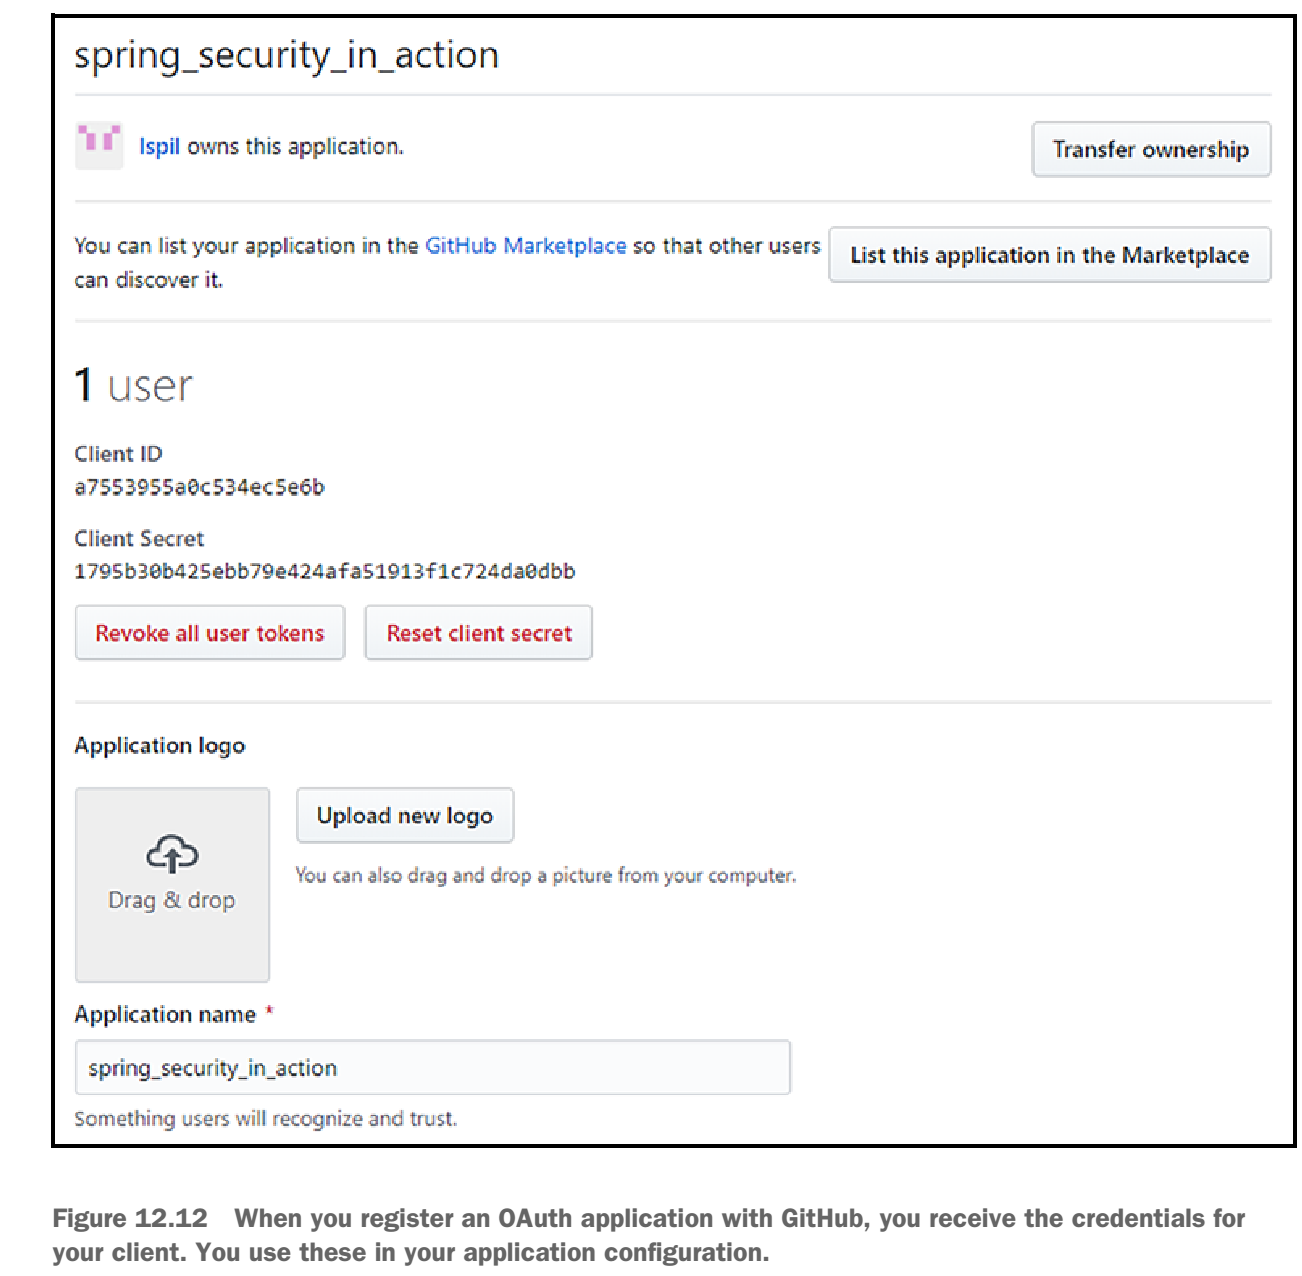 spring_security_in_action
lspil owns this application.
Transfer ownership
You can list your application in the GitHub Marketplace so that other users
can discover it.
List this application in the Marketplace
1 user
Client ID
a7553955a0c534ec5e6b
Client Secret
1795b30b425ebb79e424afa51913f1c724da0dbb
Revoke all user tokens
Reset client secret
Application logo
Drag & drop
Upload new logo
You can also drag and drop a picture from your computer.
Application name *
spring_security_in_action
Something users will recognize and trust.
Figure 12.12 When you register an OAuth application with GitHub, you receive the credentials for
your client. You use these in your application configuration.